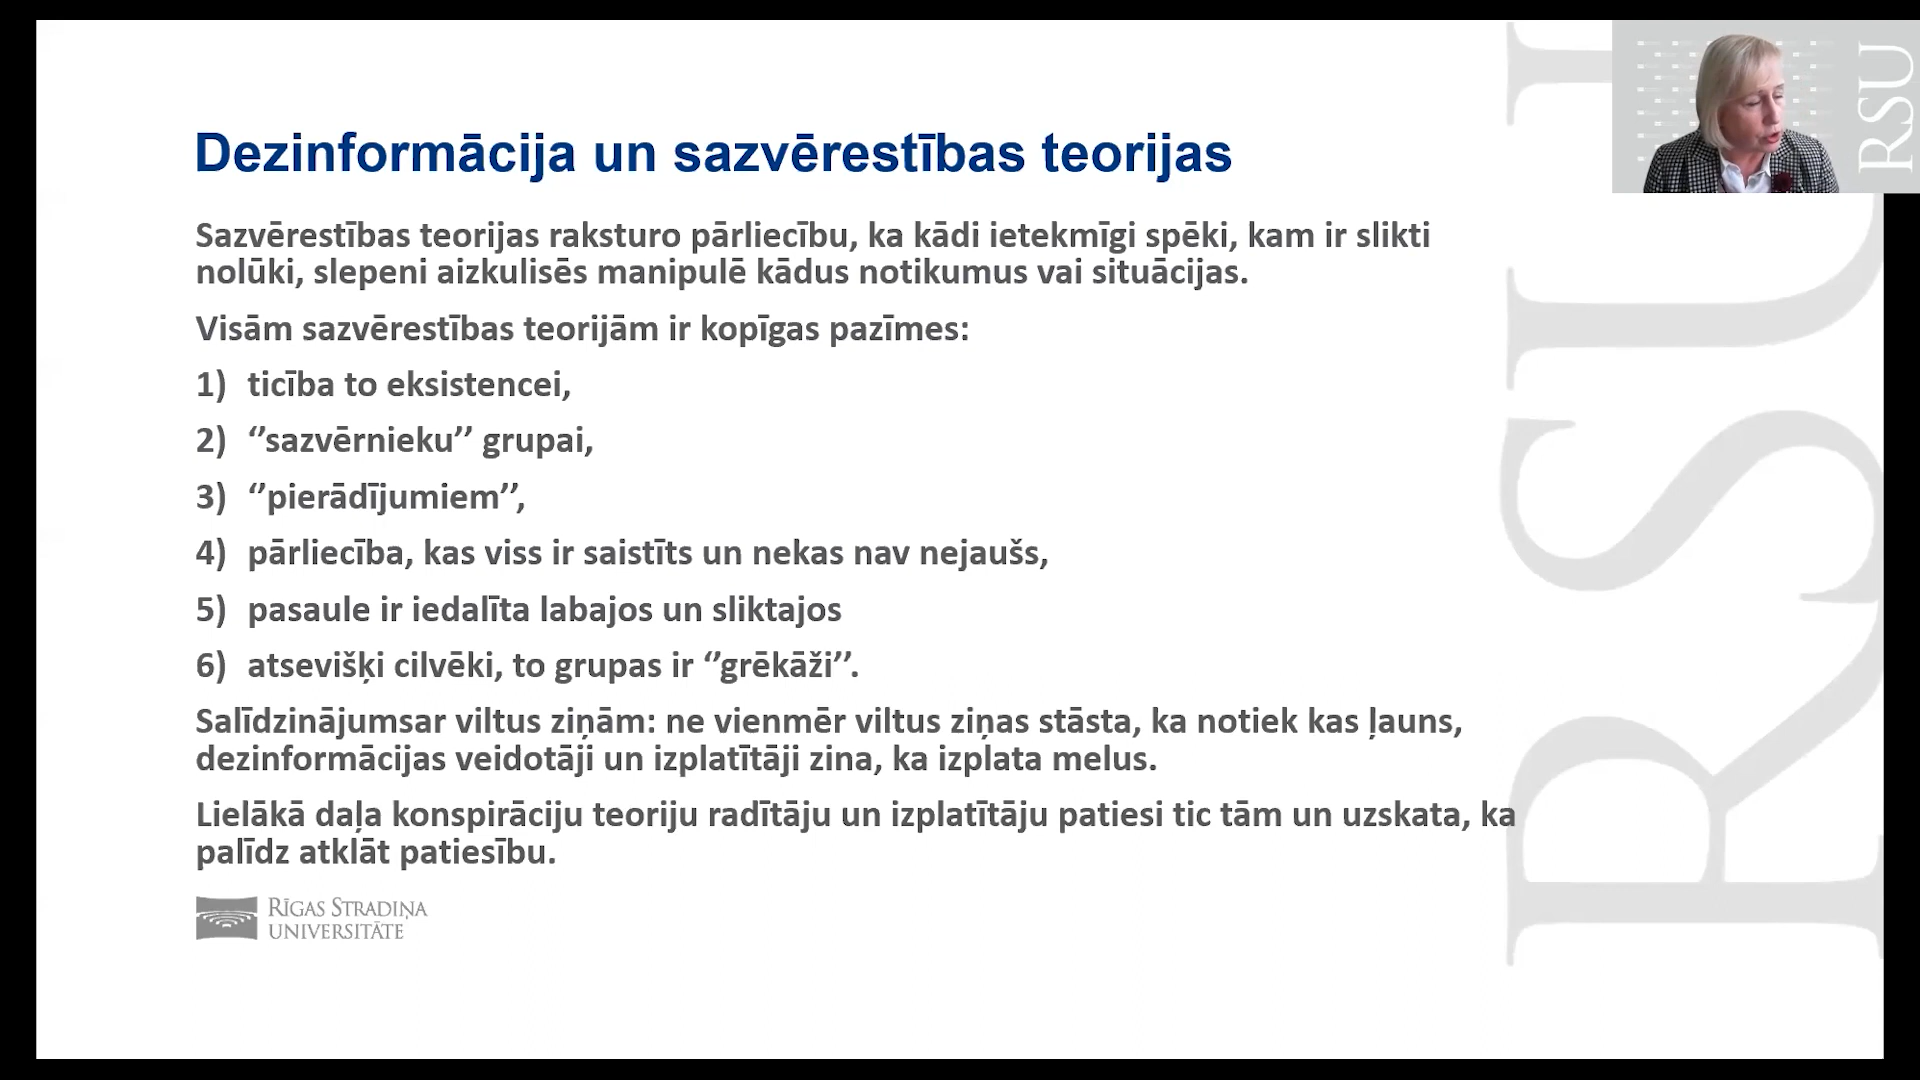 Dezinformācija un sazvērestības teorijas
Sazvērestības teorijas raksturo pārliecību, ka kādi ietekmīgi spēki, kam ir slikti
nolūki, slepeni aizkulisēs manipulē kādus notikumus vai situācijas.
Visām sazvērestības teorijām ir kopīgas pazīmes:
1) ticība to eksistencei,
2) ‘’sazvērnieku’’ grupai,
3) ‘’pierādījumiem’’,
4) pārliecība, kas viss ir saistīts un nekas nav nejaušs,
5) pasaule ir iedalīta labajos un sliktajos
6) atsevišķi cilvēki, to grupas ir ‘’grēkāži’’.
Salīdzinājumsar viltus ziņām: ne vienmēr viltus ziņas stāsta, ka notiek kas ļauns,
dezinformācijas veidotāji un izplatītāji zina, ka izplata melus.
Lielākā daļa konspirāciju teoriju radītāju un izplatītāju patiesi tic tām un uzskata, ka
palīdz atklāt patiesību.
RĪGAS STRADIŅA
UNIVERSITĀTE
RSU
RSU